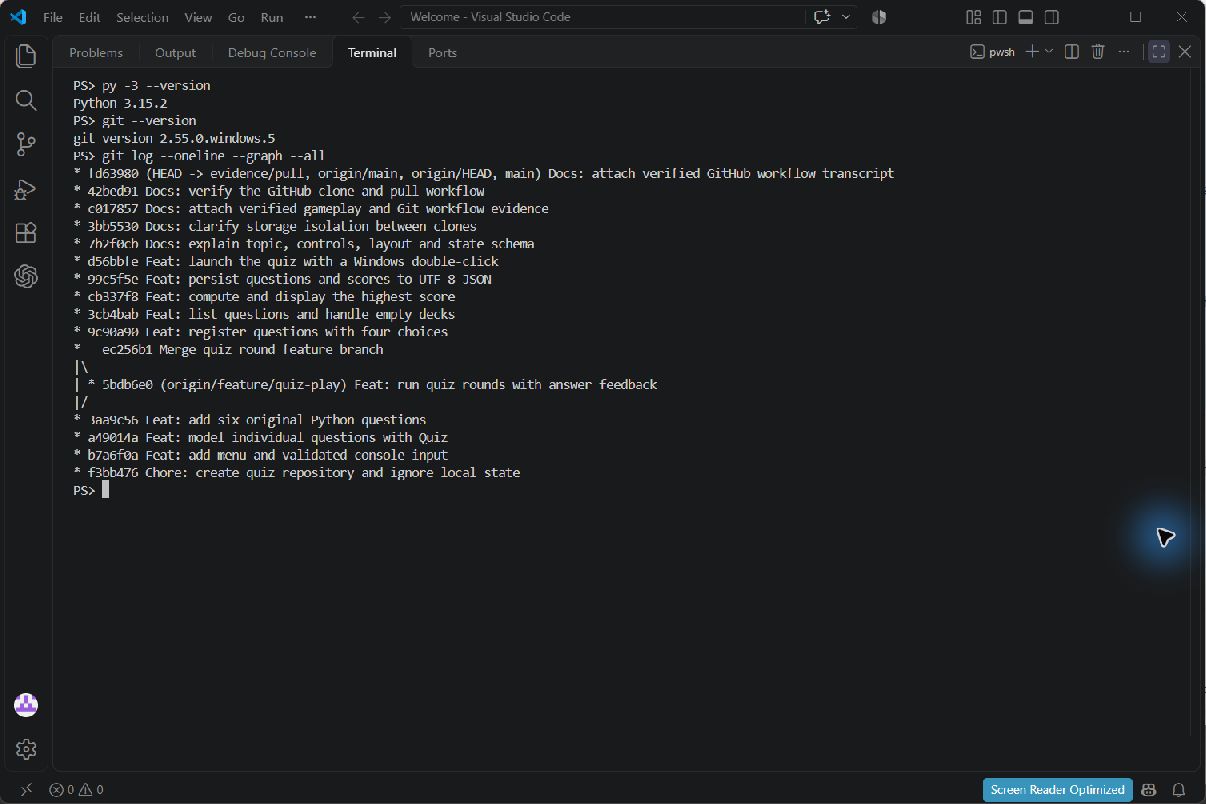 File Edit Selection View Go Run ··· Welcome - Visual Studio Code
Problems Output Debug Console Terminal Ports pwsh
PS> py -3 --version
Python 3.15.2
PS> git --version
git version 2.55.0.windows.5
PS> git log --oneline --graph --all
* fd63980 (HEAD -> evidence/pull, origin/main, origin/HEAD, main) Docs: attach verified GitHub workflow transcript
* 42bed91 Docs: verify the GitHub clone and pull workflow
* c017857 Docs: attach verified gameplay and Git workflow evidence
* 3bb5530 Docs: clarify storage isolation between clones
* 7b2f0cb Docs: explain topic, controls, layout and state schema
* d56bbfe Feat: launch the quiz with a Windows double-click
* 99c5f5e Feat: persist questions and scores to UTF-8 JSON
* cb337f8 Feat: compute and display the highest score
* 3cb4bab Feat: list questions and handle empty decks
* 9c90a90 Feat: register questions with four choices
*   ec256b1 Merge quiz round feature branch
|\
| * 5bdb6e0 (origin/feature/quiz-play) Feat: run quiz rounds with answer feedback
|/
* 3aa9c56 Feat: add six original Python questions
* a49014a Feat: model individual questions with Quiz
* b7a6f0a Feat: add menu and validated console input
* f3bb476 Chore: create quiz repository and ignore local state
PS>
0 0 Screen Reader Optimized